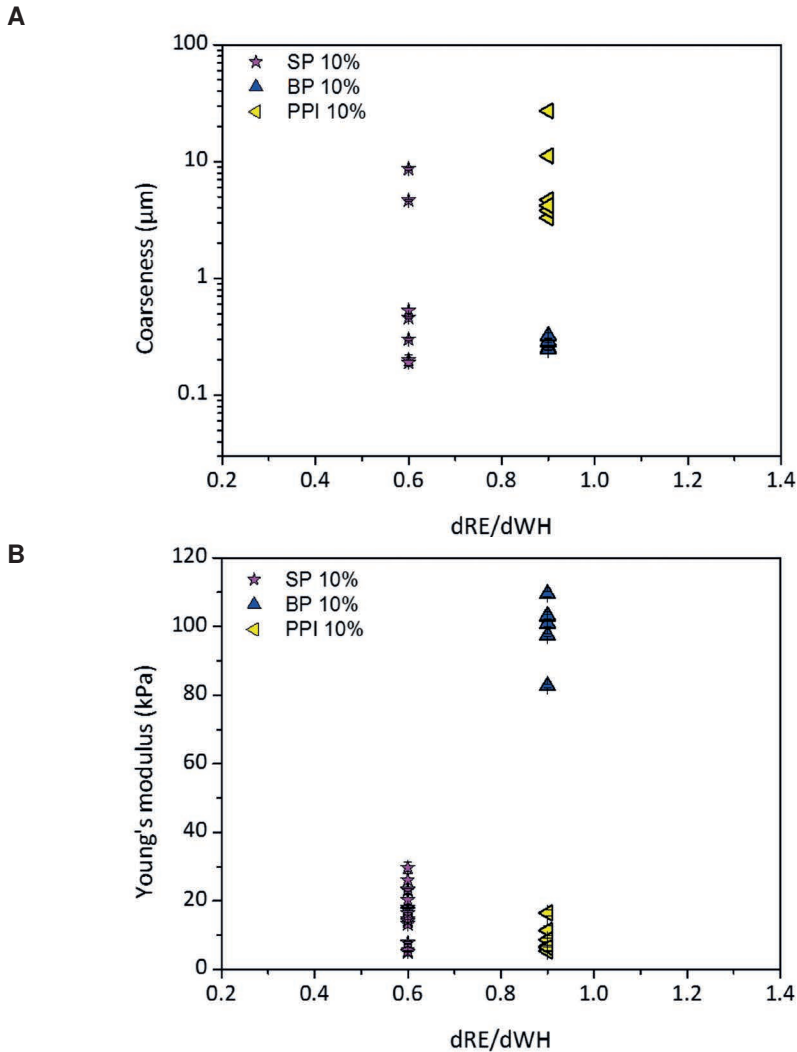 A
100
10
1
0.1
Coarseness (µm)
SP 10%
BP 10%
PPI 10%
0.2 0.4 0.6 0.8 1.0 1.2 1.4
dRE/dWH
B
120
100
80
60
40
20
0
Young's modulus (kPa)
SP 10%
BP 10%
PPI 10%
0.2 0.4 0.6 0.8 1.0 1.2 1.4
dRE/dWH